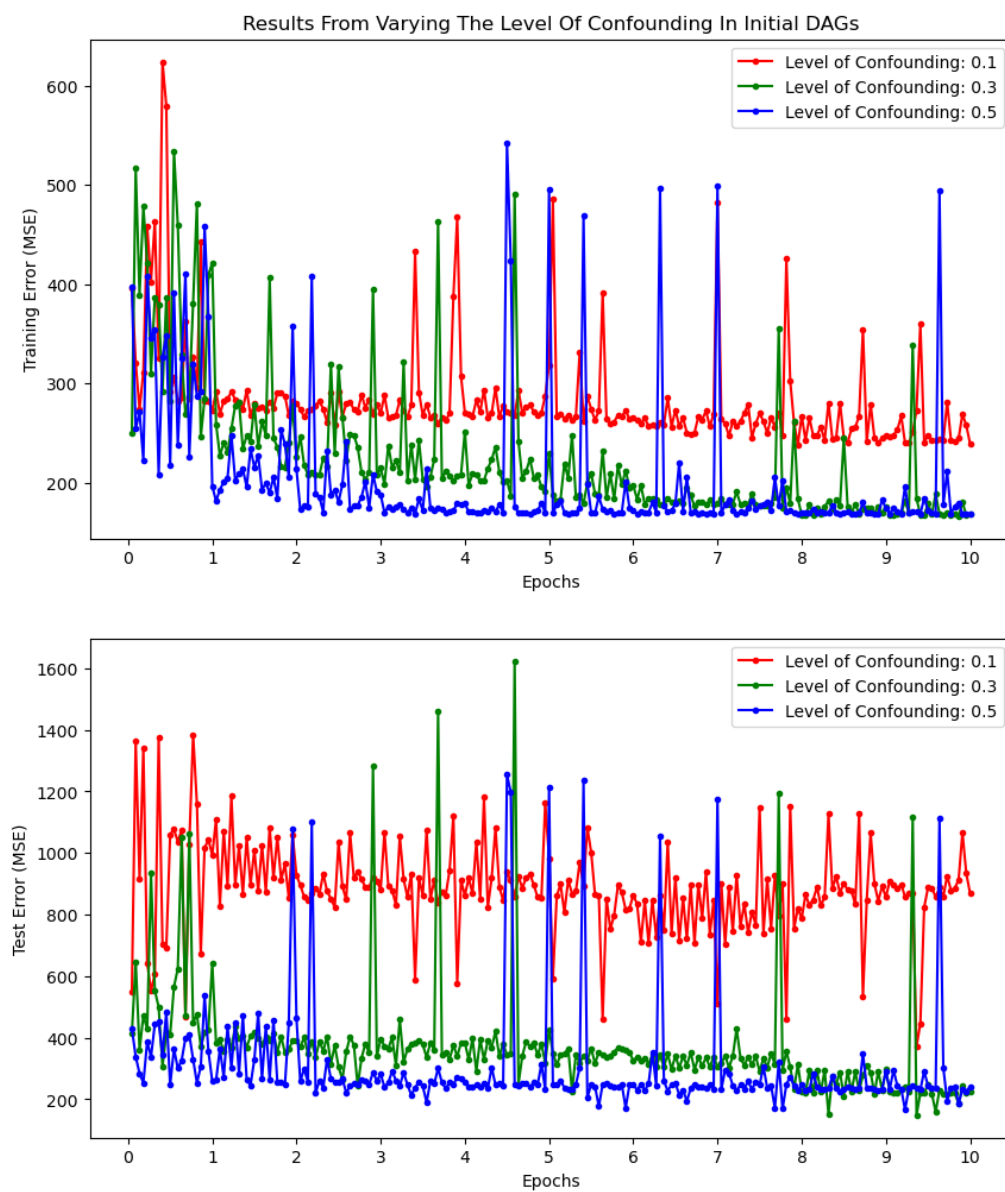 Results From Varying The Level Of Confounding In Initial DAGs
Training Error (MSE)
600
500
400
300
200
Level of Confounding: 0.1
Level of Confounding: 0.3
Level of Confounding: 0.5
0 1 2 3 4 5 6 7 8 9 10
Epochs
Test Error (MSE)
1600
1400
1200
1000
800
600
400
200
Level of Confounding: 0.1
Level of Confounding: 0.3
Level of Confounding: 0.5
0 1 2 3 4 5 6 7 8 9 10
Epochs